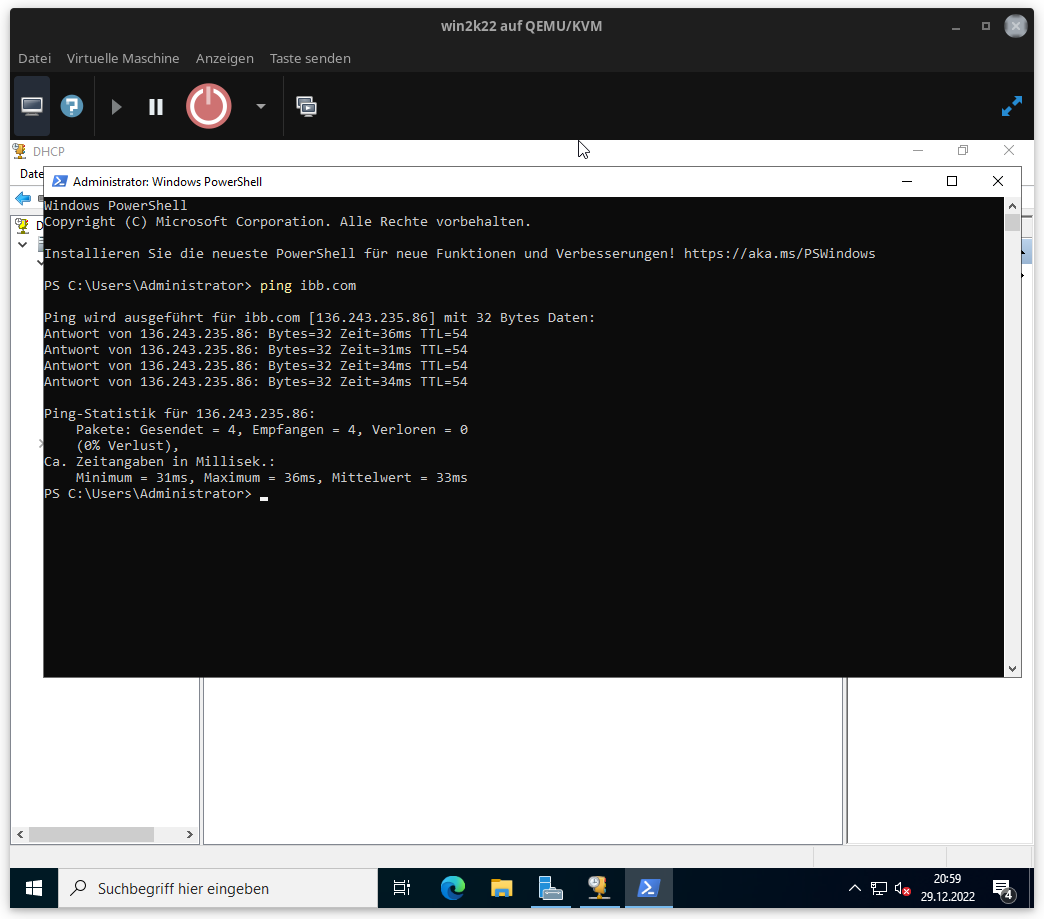 win2k22 auf QEMU/KVM
Datei Virtuelle Maschine Anzeigen Taste senden
DHCP
Date
Administrator: Windows PowerShell
Windows PowerShell
Copyright (C) Microsoft Corporation. Alle Rechte vorbehalten.
Installieren Sie die neueste PowerShell für neue Funktionen und Verbesserungen! https://aka.ms/PSWindows
PS C:\Users\Administrator> ping ibb.com
Ping wird ausgeführt für ibb.com [136.243.235.86] mit 32 Bytes Daten:
Antwort von 136.243.235.86: Bytes=32 Zeit=36ms TTL=54
Antwort von 136.243.235.86: Bytes=32 Zeit=31ms TTL=54
Antwort von 136.243.235.86: Bytes=32 Zeit=34ms TTL=54
Antwort von 136.243.235.86: Bytes=32 Zeit=34ms TTL=54
Ping-Statistik für 136.243.235.86:
Pakete: Gesendet = 4, Empfangen = 4, Verloren = 0
(0% Verlust),
Ca. Zeitangaben in Millisek.:
Minimum = 31ms, Maximum = 36ms, Mittelwert = 33ms
PS C:\Users\Administrator>
Suchbegriff hier eingeben
20:59
29.12.2022
4